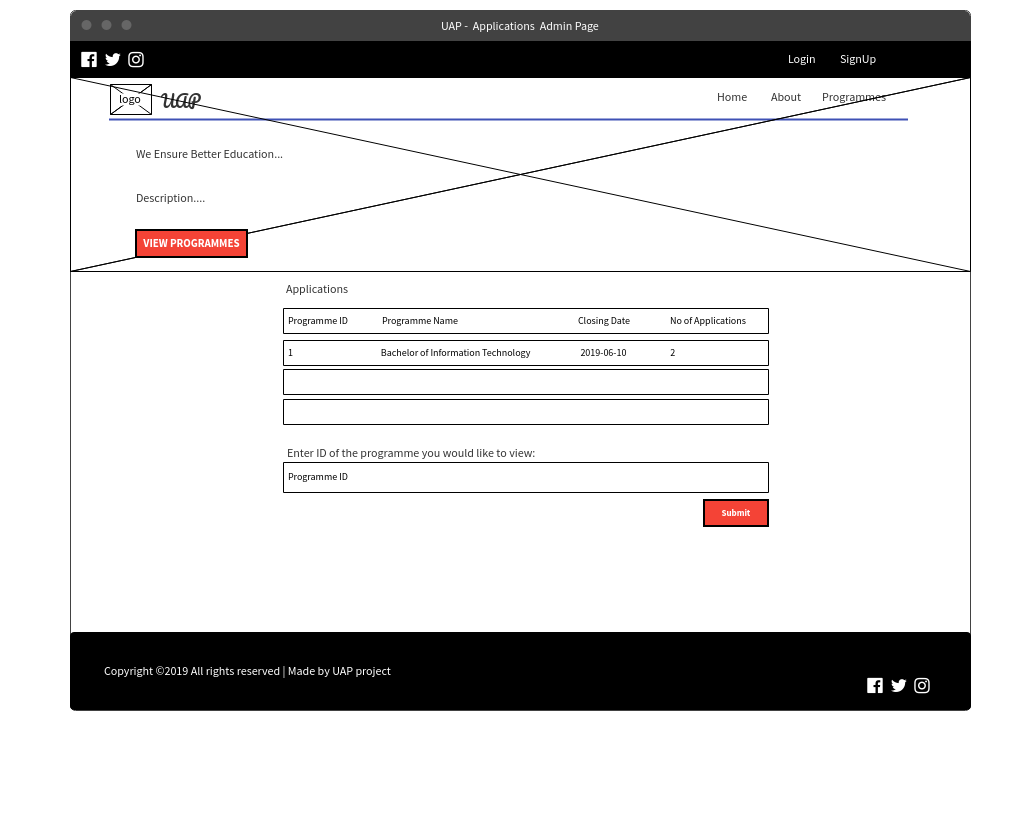 UAP - Applications Admin Page
Login SignUp
logo UAP Home About Programmes
We Ensure Better Education...
Description....
VIEW PROGRAMMES
Applications
Programme ID Programme Name Closing Date No of Applications
1 Bachelor of Information Technology 2019-06-10 2
Enter ID of the programme you would like to view:
Programme ID
Submit
Copyright ©2019 All rights reserved | Made by UAP project